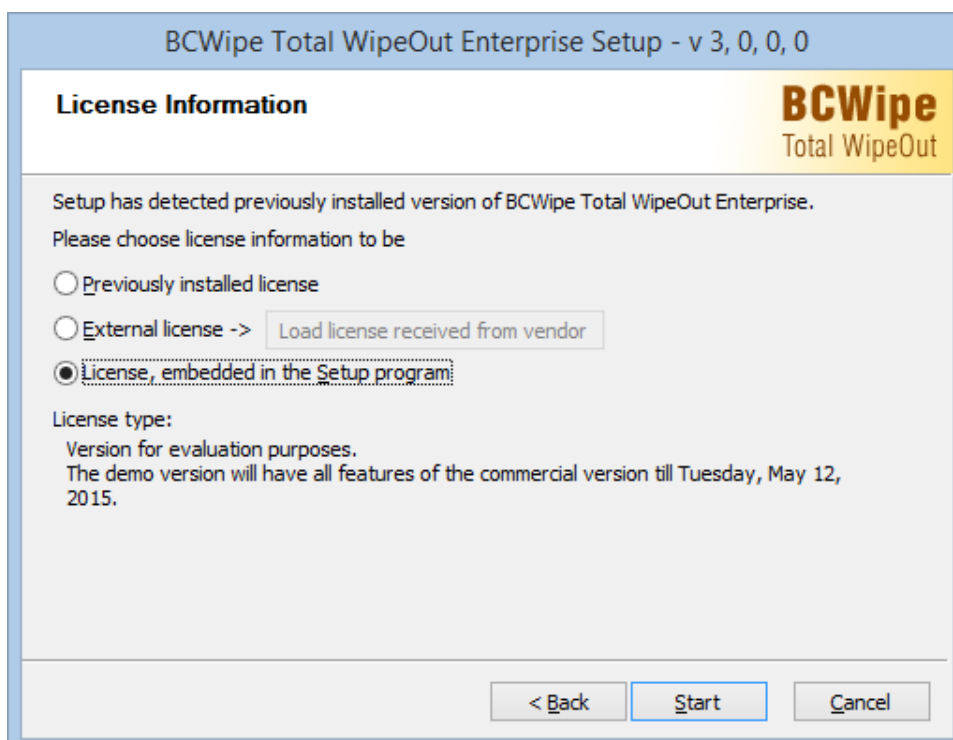 BCWipe Total WipeOut Enterprise Setup - v 3, 0, 0, 0
License Information
BCWipe
Total WipeOut
Setup has detected previously installed version of BCWipe Total WipeOut Enterprise.
Please choose license information to be
Previously installed license
External license -> Load license received from vendor
License, embedded in the Setup program
License type:
Version for evaluation purposes.
The demo version will have all features of the commercial version till Tuesday, May 12,
2015.
< Back Start Cancel